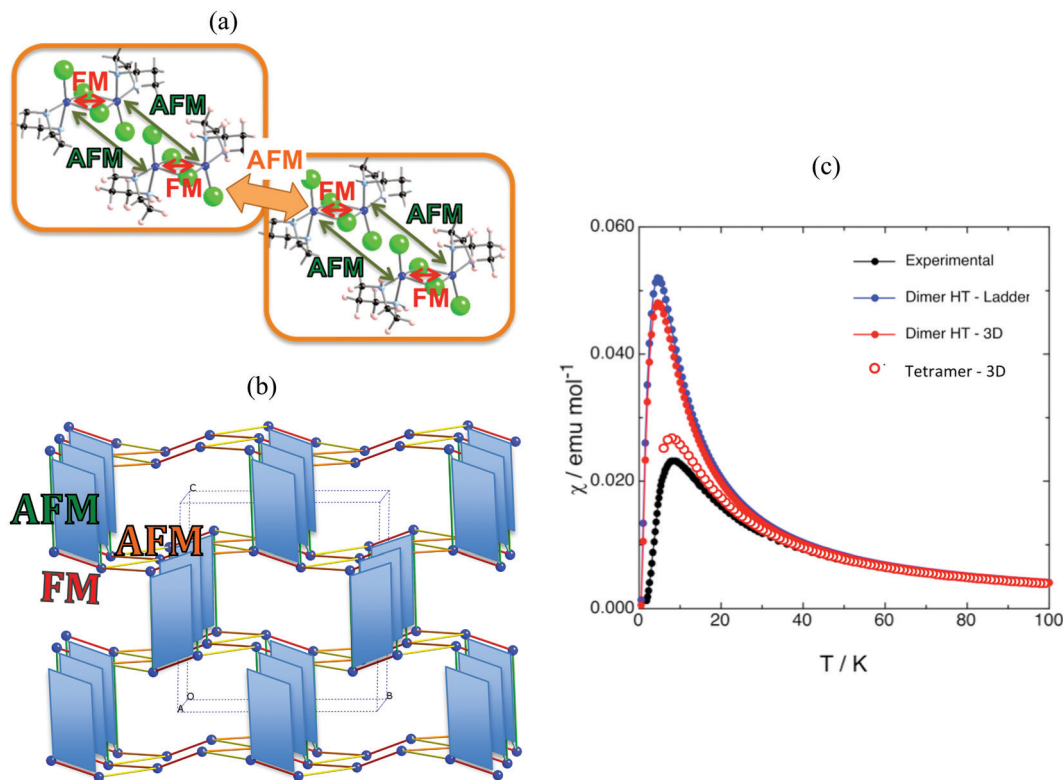 (a)
FM
AFM
AFM
FM
AFM
FM
AFM
AFM
FM
(b)
AFM
AFM
FM
C
O
A
B
(c)
0.060
0.040
0.020
0.000
χ / emu mol⁻¹
Experimental
Dimer HT - Ladder
Dimer HT - 3D
Tetramer - 3D
0
20
40
60
80
100
T / K